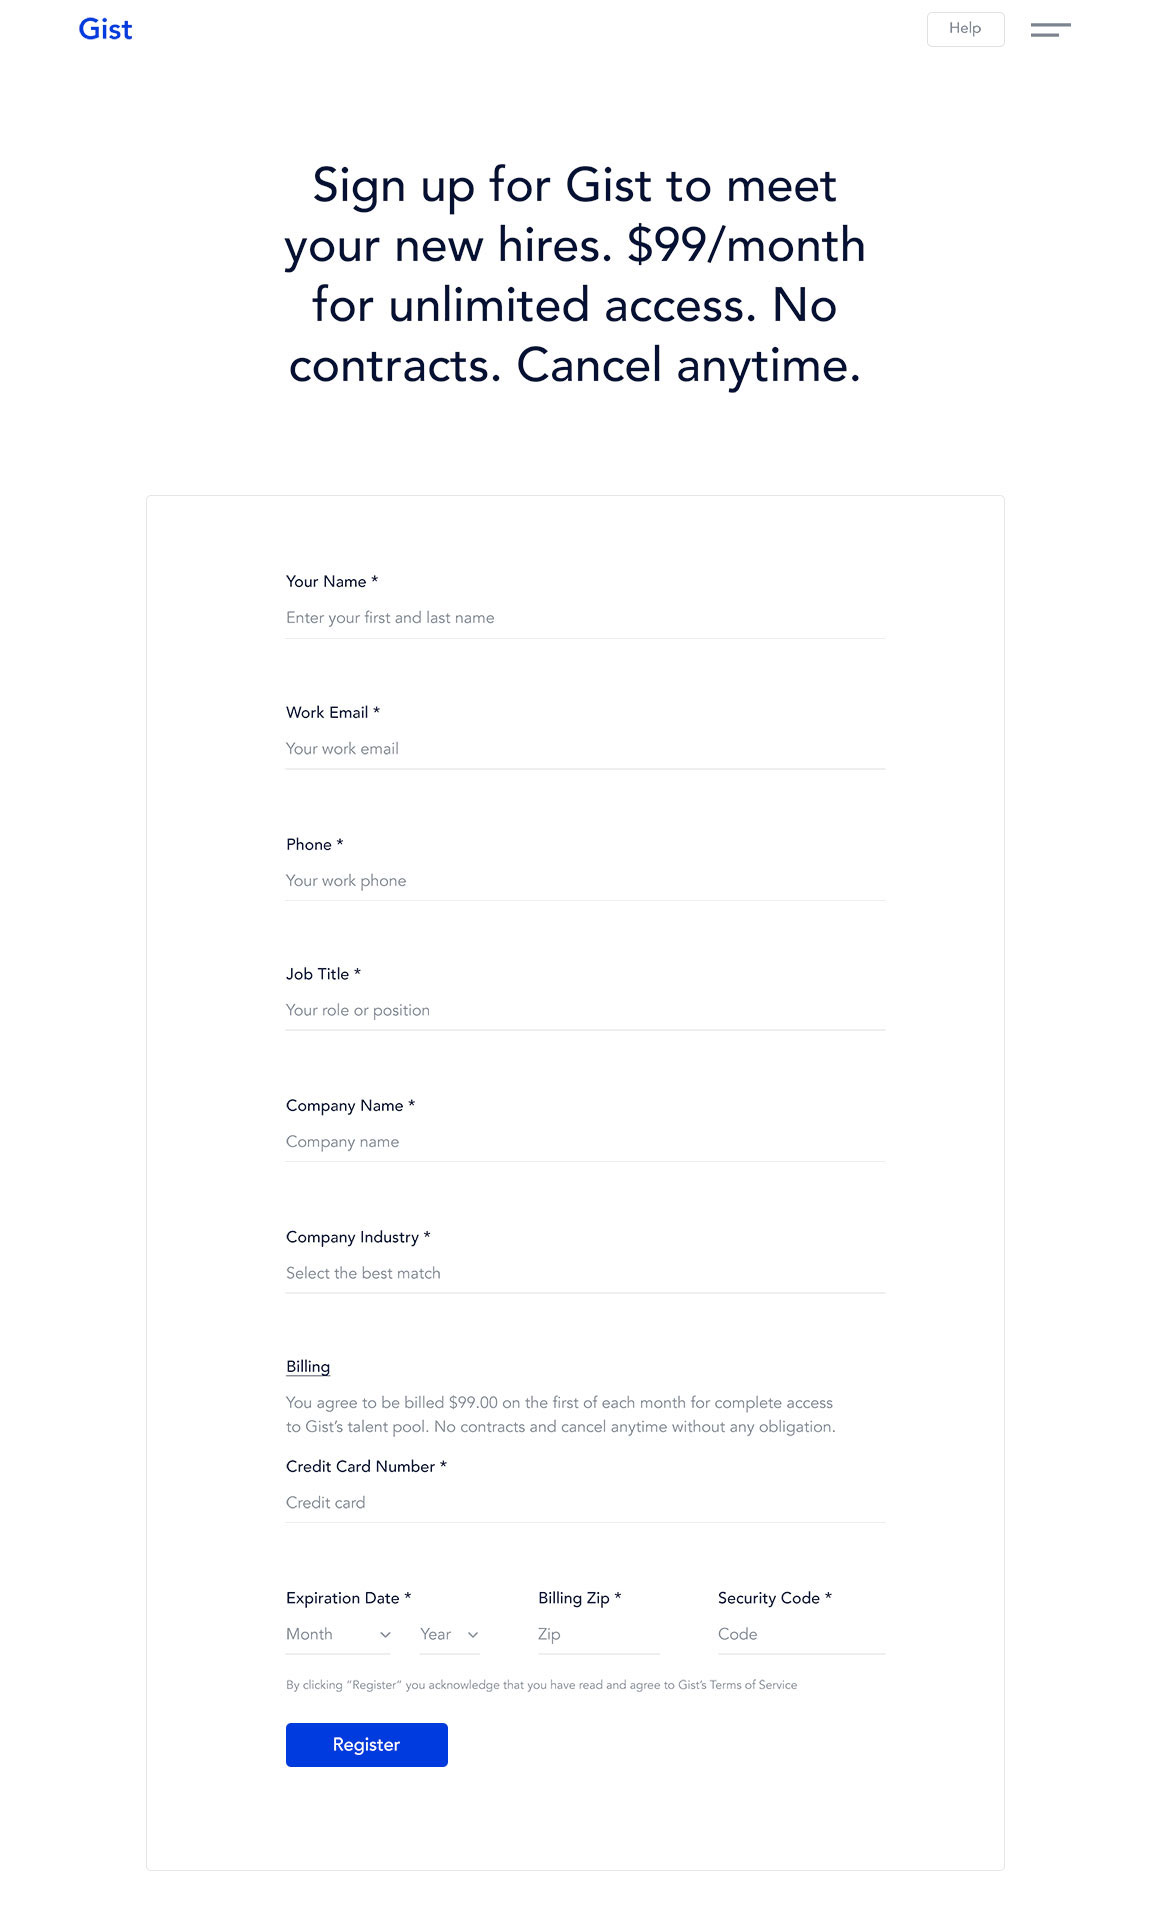 Gist
Help
Sign up for Gist to meet
your new hires. $99/month
for unlimited access. No
contracts. Cancel anytime.
Your Name *
Enter your first and last name
Work Email *
Your work email
Phone *
Your work phone
Job Title *
Your role or position
Company Name *
Company name
Company Industry *
Select the best match
Billing
You agree to be billed $99.00 on the first of each month for complete access
to Gist’s talent pool. No contracts and cancel anytime without any obligation.
Credit Card Number *
Credit card
Expiration Date * Billing Zip * Security Code *
Month Year Zip Code
By clicking “Register” you acknowledge that you have read and agree to Gist’s Terms of Service
Register